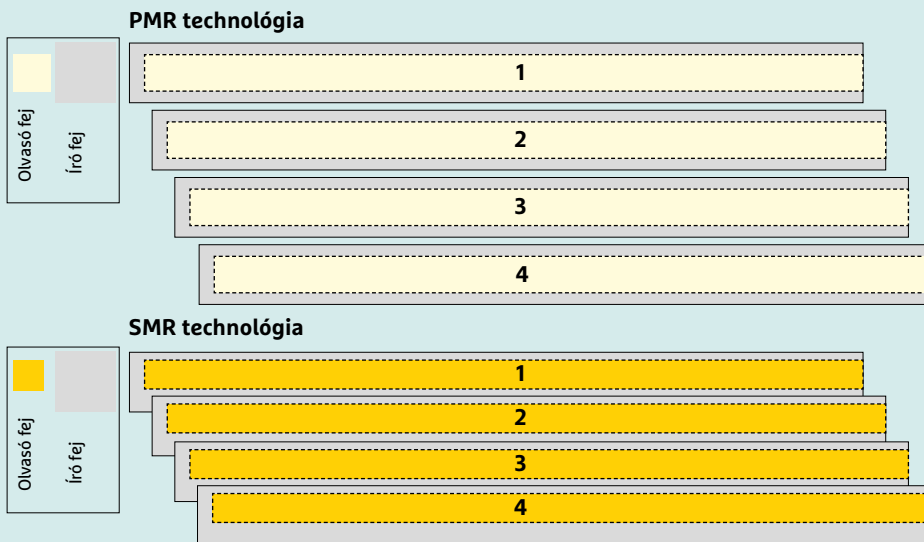 PMR technológia
Olvasó fej
Író fej
1
2
3
4
SMR technológia
Olvasó fej
Író fej
1
2
3
4